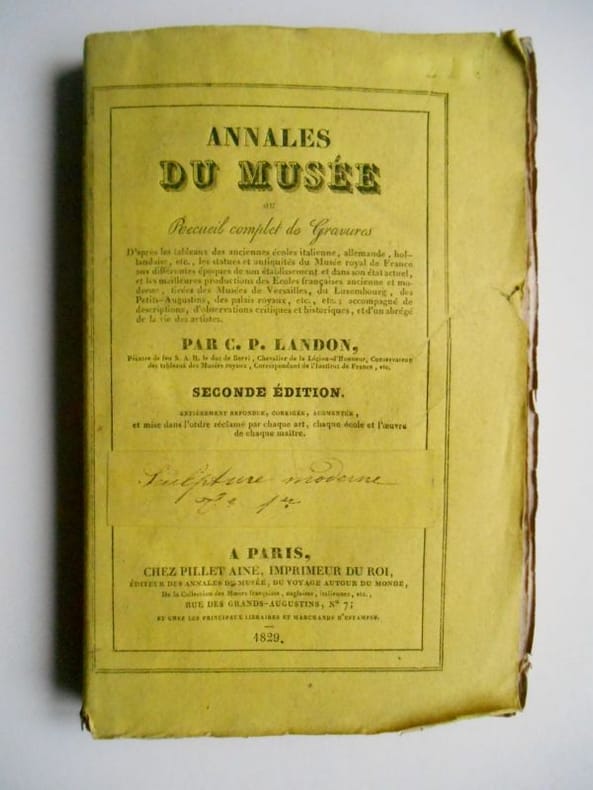 ANNALES
DU MUSÉE
ou
Recueil complet de Gravures
D'après les tableaux des anciennes écoles italienne, allemande, hol-
landaise, etc., les statues et antiquités du Musée royal de France
aux différentes époques de son établissement et dans son état actuel,
et les meilleures productions des Écoles françaises ancienne et mo-
derne, tirées des Musées de Versailles, du Luxembourg, des
Petits-Augustins, des palais royaux, etc., etc.; accompagné de
descriptions, d'observations critiques et historiques, et d'un abrégé
de la vie des artistes.
PAR C. P. LANDON,
Peintre de feu S. A. R. le duc de Berri, Chevalier de la Légion-d'Honneur, Conservateur
des tableaux des Musées royaux, Correspondant de l'Institut de France, etc.
SECONDE ÉDITION.
ENTIÈREMENT REFONDUE, CORRIGÉE, AUGMENTÉE,
et mise dans l'ordre réclamé par chaque art, chaque école et l'œuvre
de chaque maître.
Sculpture moderne
T. 1er
A PARIS,
CHEZ PILLET AINÉ, IMPRIMEUR DU ROI,
ÉDITEUR DES ANNALES DU MUSÉE, DU VOYAGE AUTOUR DU MONDE,
De la Collection des Mœurs françaises, anglaises, italiennes, etc.,
RUE DES GRANDS-AUGUSTINS, N° 7;
ET CHEZ LES PRINCIPAUX LIBRAIRES ET MARCHANDS D'ESTAMPES.
1829.